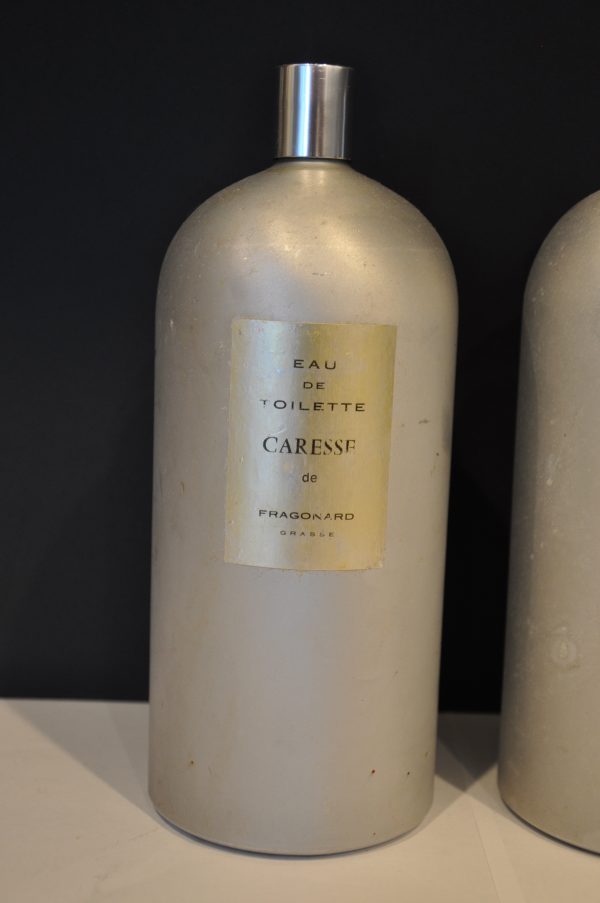 EAU
DE
TOILETTE
CARESSE
de
FRAGONARD
GRASSE